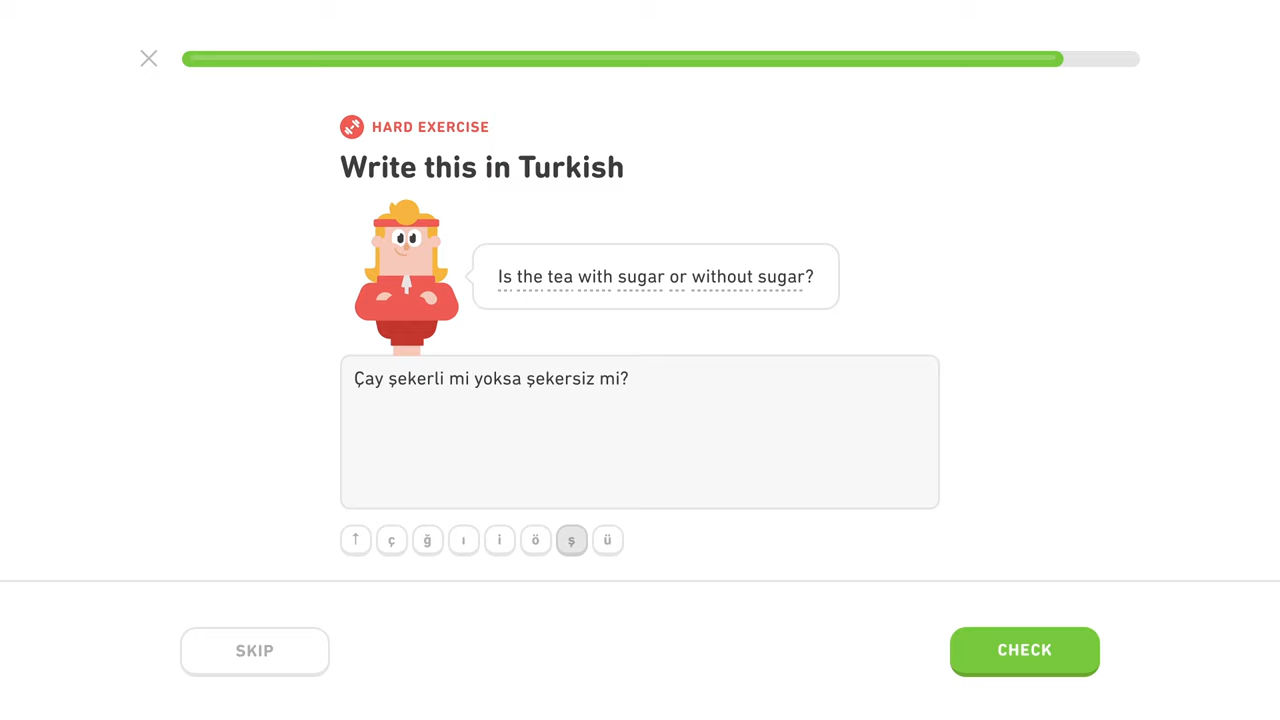 HARD EXERCISE
Write this in Turkish
Is the tea with sugar or without sugar?
Çay şekerli mi yoksa şekersiz mi?
↑ ç ğ ı i ö ş ü
SKIP
CHECK